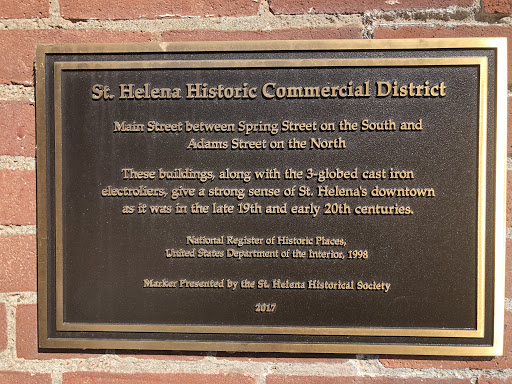 St. Helena Historic Commercial District
Main Street between Spring Street on the South and
Adams Street on the North
These buildings, along with the 3-globed cast iron
electroliers, give a strong sense of St. Helena's downtown
as it was in the late 19th and early 20th centuries.
National Register of Historic Places,
United States Department of the Interior, 1998
Marker Presented by the St. Helena Historical Society
2017